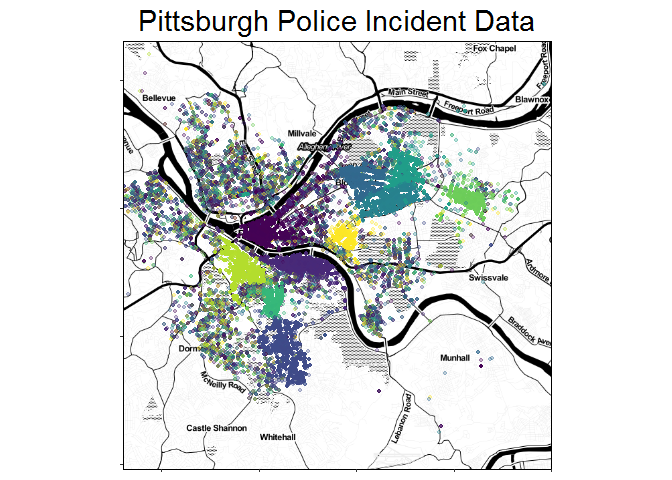 Pittsburgh Police Incident Data
Fox Chapel
Freeport Road
Bellevue
Main Street
Blawnox
Freeport Road
Millvale
Allegheny River
Swissvale
Ardmore
Braddock
Munhall
Dorm
McNeilly Road
Lebanon Road
Castle Shannon
Whitehall